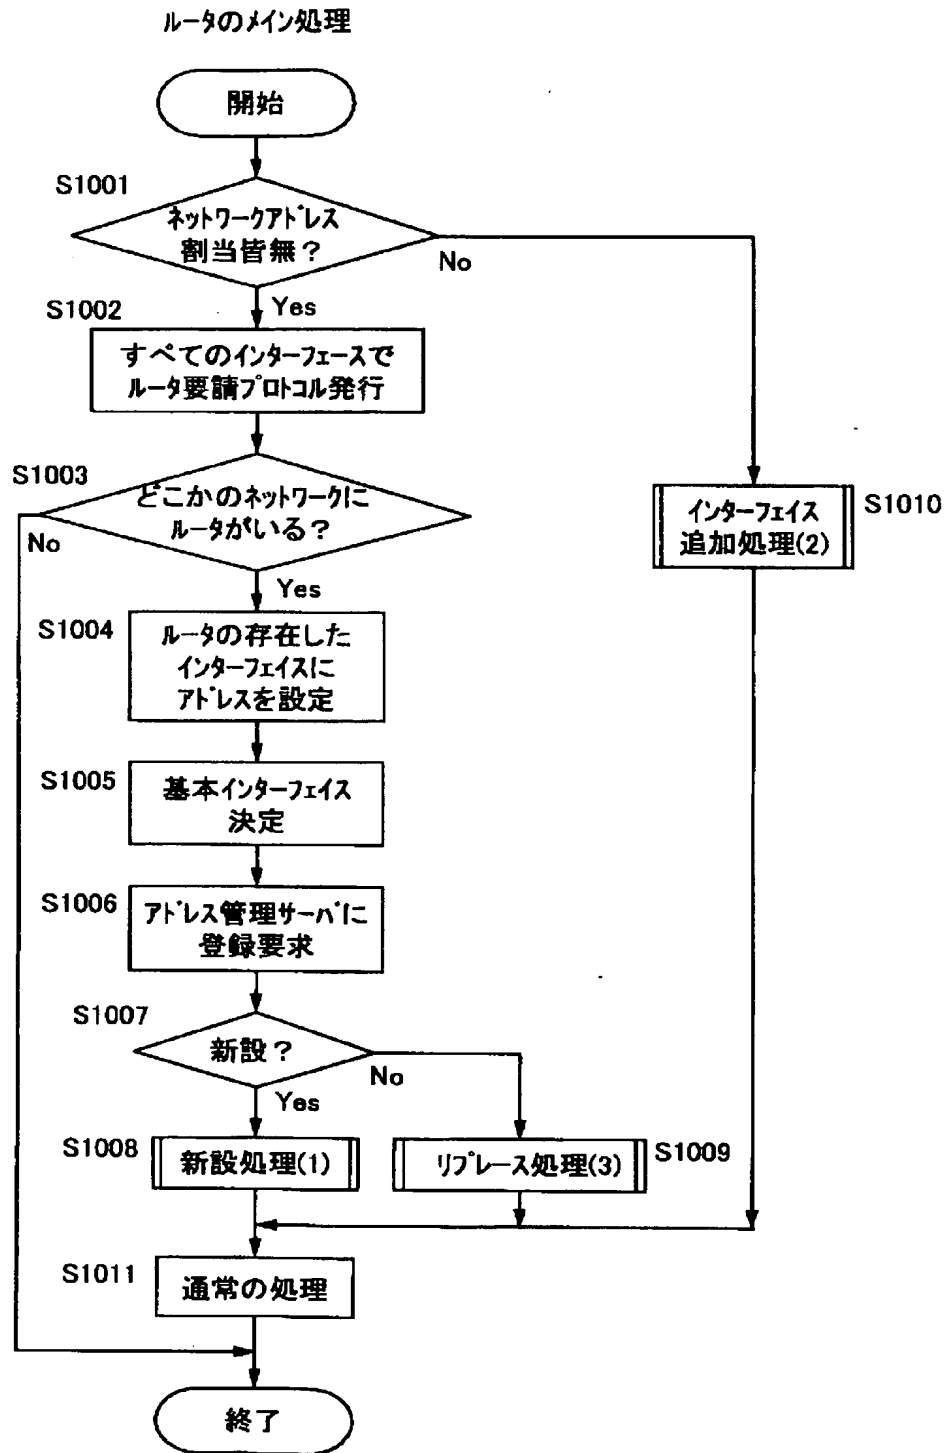 ルータのメイン処理
開始
S1001
ネットワークアドレス
割当皆無？
No
Yes
S1002
すべてのインターフェースで
ルータ要請プロトコル発行
S1003
どこかのネットワークに
ルータがいる？
No
Yes
S1010
インターフェイス
追加処理(2)
S1004
ルータの存在した
インターフェイスに
アドレスを設定
S1005
基本インターフェイス
決定
S1006
アドレス管理サーバに
登録要求
S1007
新設？
No
Yes
S1008
新設処理(1)
リプレース処理(3)
S1009
S1011
通常の処理
終了